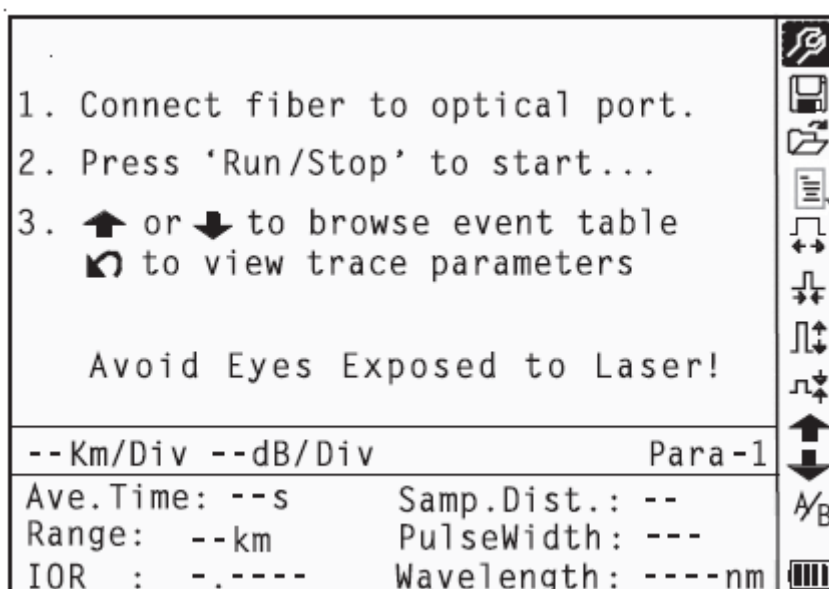 1. Connect fiber to optical port.
2. Press ‘Run/Stop’ to start...
3. ⬆ or ⬇ to browse event table
↶ to view trace parameters
Avoid Eyes Exposed to Laser!
--Km/Div --dB/Div Para-1
Ave.Time: --s Samp.Dist.: --
Range: --km PulseWidth: ---
IOR : -.---- Wavelength: ----nm
A/B